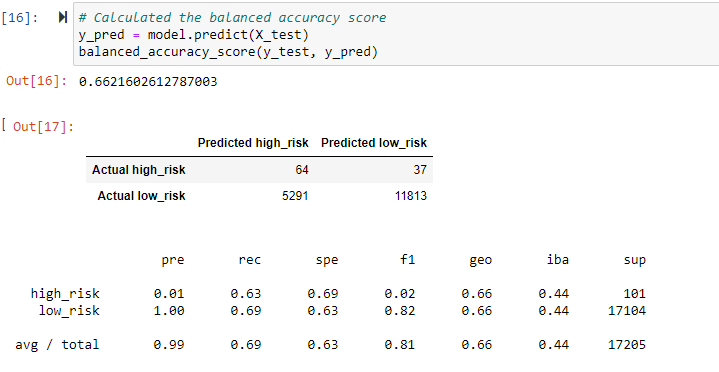 [16]: # Calculated the balanced accuracy score
y_pred = model.predict(X_test)
balanced_accuracy_score(y_test, y_pred)
Out[16]: 0.6621602612787003
[ Out[17]:
Predicted high_risk Predicted low_risk
Actual high_risk 64 37
Actual low_risk 5291 11813
pre rec spe f1 geo iba sup
high_risk 0.01 0.63 0.69 0.02 0.66 0.44 101
low_risk 1.00 0.69 0.63 0.82 0.66 0.44 17104
avg / total 0.99 0.69 0.63 0.81 0.66 0.44 17205